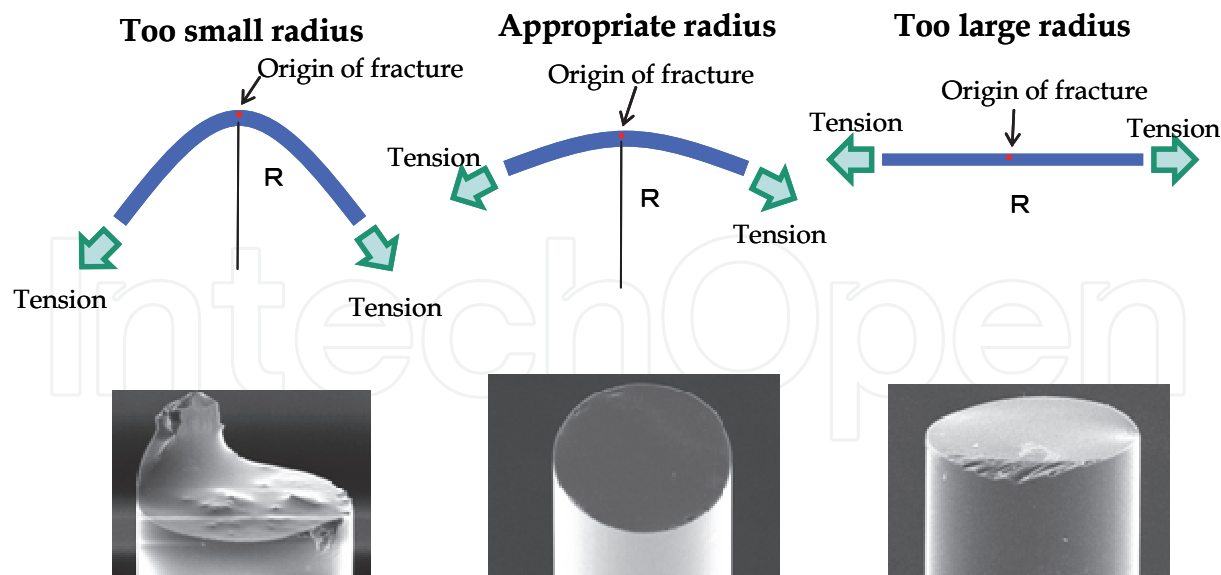 Too small radius
Appropriate radius
Too large radius
Origin of fracture
Origin of fracture
Origin of fracture
Tension
Tension
Tension
R
R
R
Tension
Tension
Tension
IntechOpen